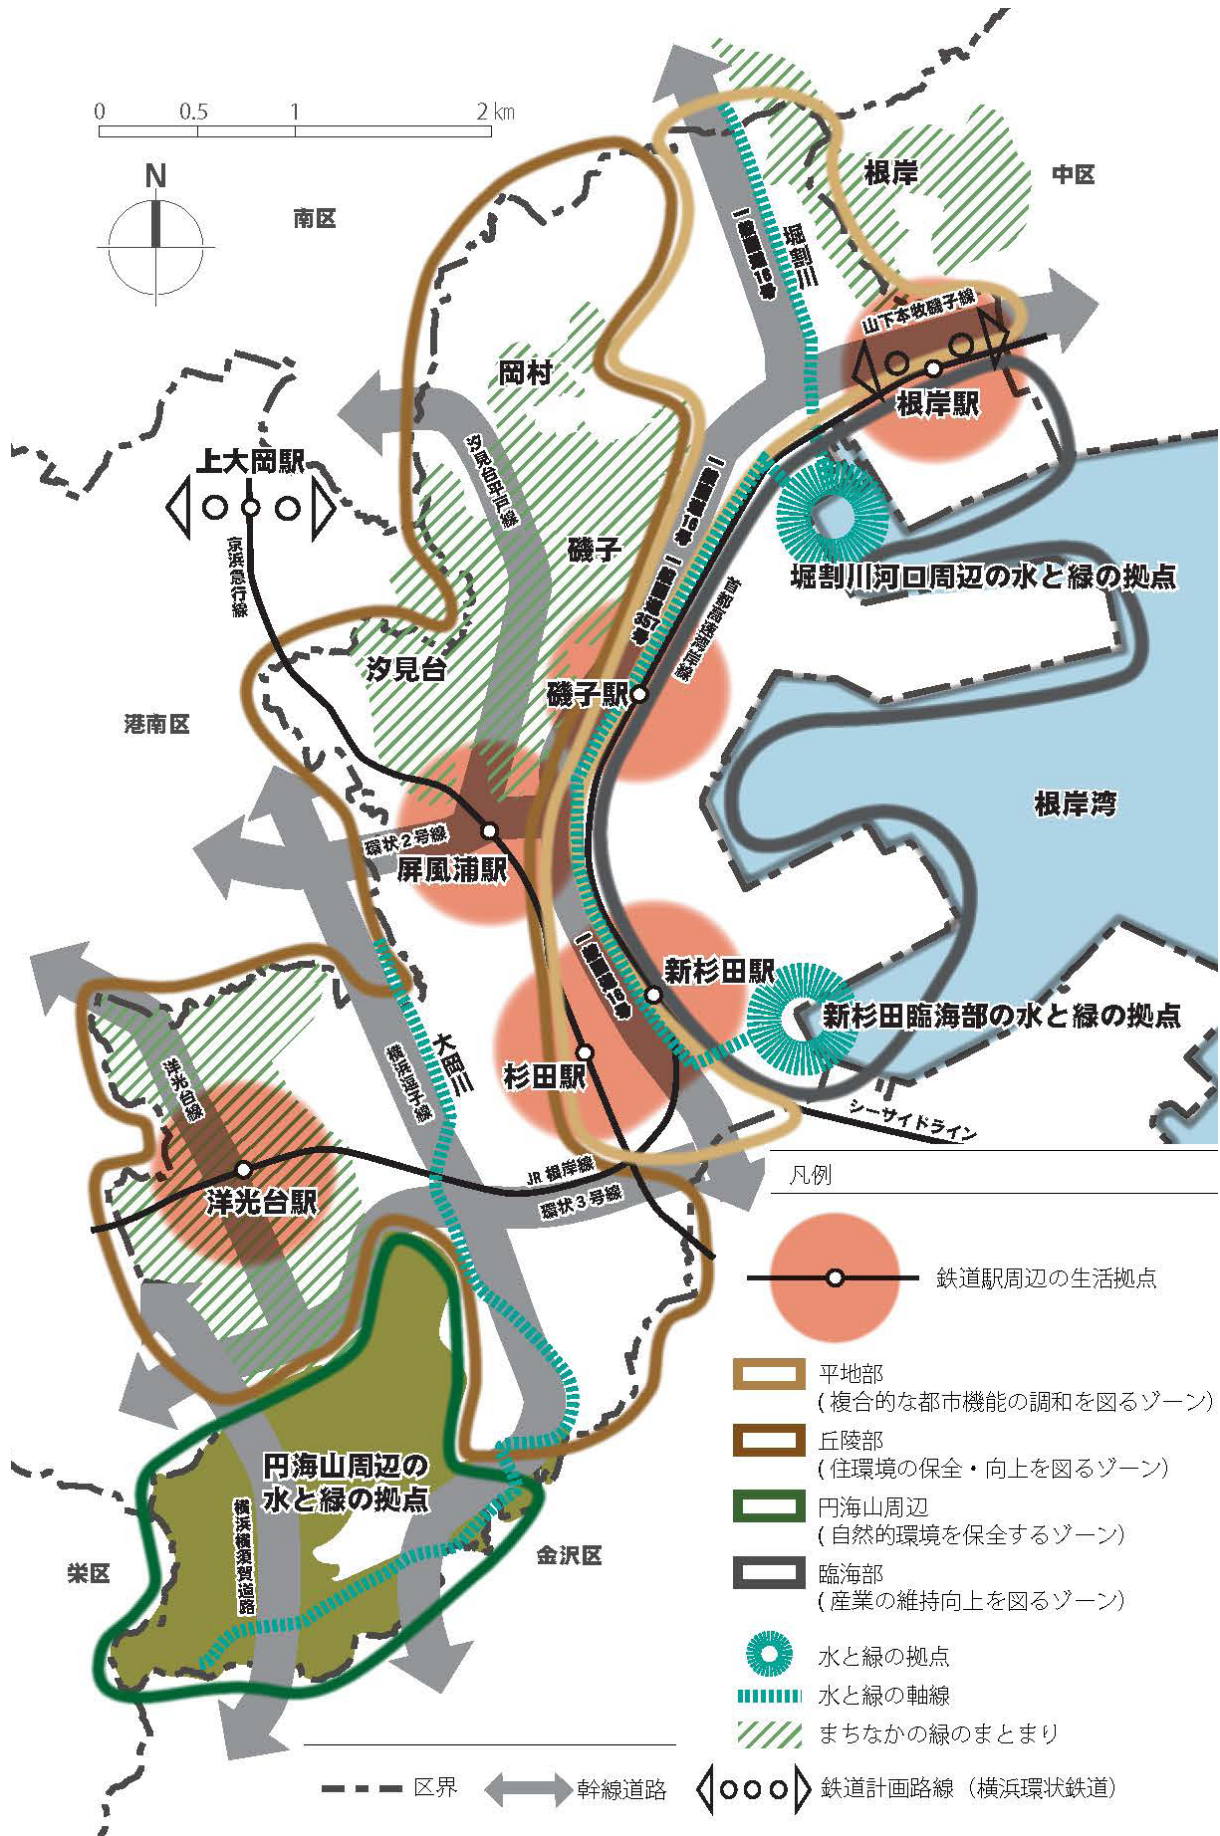 0 0.5 1 2 km
N
南区
中区
根岸
堀割川
一般国道16号
山下本牧磯子線
根岸駅
岡村
上大岡駅
汐見台平戸線
一般国道16号
京浜急行線
磯子
一般国道357号
首都高速湾岸線
堀割川河口周辺の水と緑の拠点
汐見台
磯子駅
港南区
根岸湾
環状2号線
屏風浦駅
一般国道16号
新杉田駅
新杉田臨海部の水と緑の拠点
大岡川
横浜逗子線
杉田駅
洋光台線
シーサイドライン
JR 根岸線
洋光台駅
環状3号線
円海山周辺の
水と緑の拠点
横浜横須賀道路
栄区
金沢区
凡例
鉄道駅周辺の生活拠点
平地部
(複合的な都市機能の調和を図るゾーン)
丘陵部
(住環境の保全・向上を図るゾーン)
円海山周辺
(自然的環境を保全するゾーン)
臨海部
(産業の維持向上を図るゾーン)
水と緑の拠点
水と緑の軸線
まちなかの緑のまとまり
区界
幹線道路
鉄道計画路線（横浜環状鉄道）